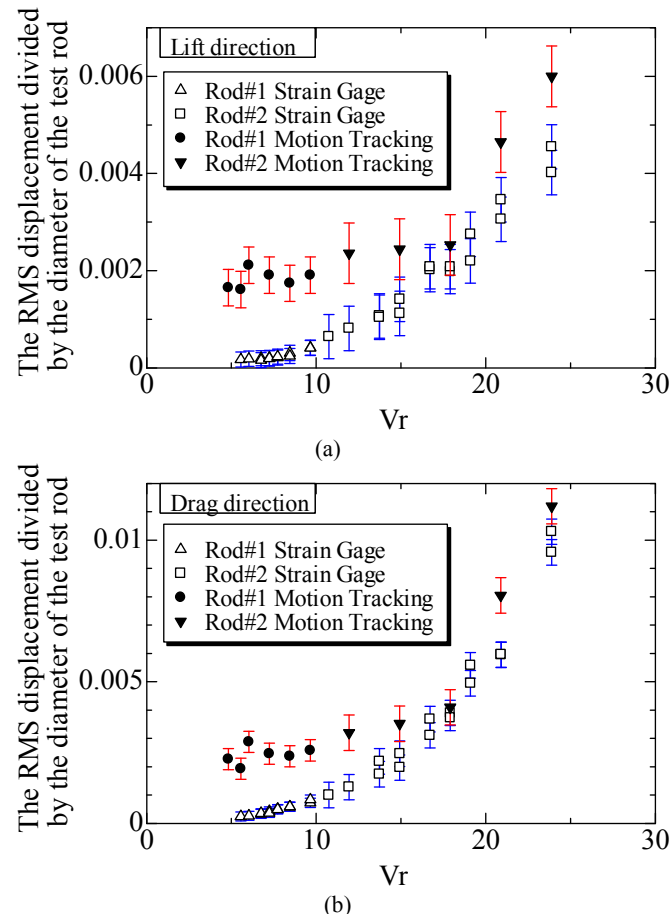 The RMS displacement divided
by the diameter of the test rod
Lift direction
Rod#1 Strain Gage
Rod#2 Strain Gage
Rod#1 Motion Tracking
Rod#2 Motion Tracking
0.006
0.004
0.002
0
0
10
20
30
Vr
(a)
The RMS displacement divided
by the diameter of the test rod
Drag direction
Rod#1 Strain Gage
Rod#2 Strain Gage
Rod#1 Motion Tracking
Rod#2 Motion Tracking
0.01
0.005
0
0
10
20
30
Vr
(b)